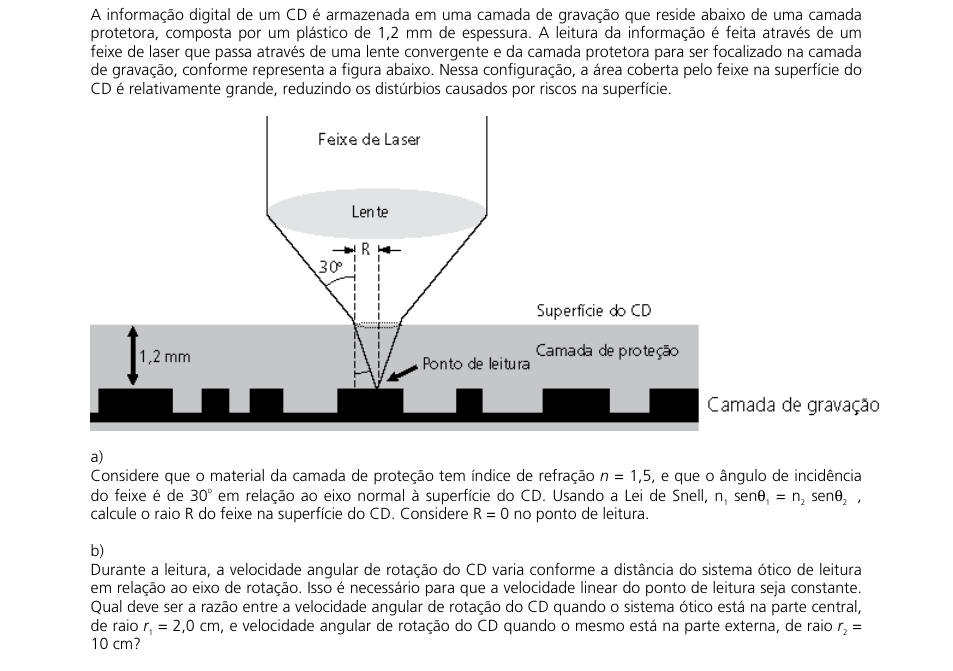 A informação digital de um CD é armazenada em uma camada de gravação que reside abaixo de uma camada
protetora, composta por um plástico de 1,2 mm de espessura. A leitura da informação é feita através de um
feixe de laser que passa através de uma lente convergente e da camada protetora para ser focalizado na camada
de gravação, conforme representa a figura abaixo. Nessa configuração, a área coberta pelo feixe na superfície do
CD é relativamente grande, reduzindo os distúrbios causados por riscos na superfície.
Feixe de Laser
Lente
R
30º
Superfície do CD
1,2 mm
Camada de proteção
Ponto de leitura
Camada de gravação
a)
Considere que o material da camada de proteção tem índice de refração n = 1,5, e que o ângulo de incidência
do feixe é de 30° em relação ao eixo normal à superfície do CD. Usando a Lei de Snell, n₁ senθ₁ = n₂ senθ₂ ,
calcule o raio R do feixe na superfície do CD. Considere R = 0 no ponto de leitura.
b)
Durante a leitura, a velocidade angular de rotação do CD varia conforme a distância do sistema ótico de leitura
em relação ao eixo de rotação. Isso é necessário para que a velocidade linear do ponto de leitura seja constante.
Qual deve ser a razão entre a velocidade angular de rotação do CD quando o sistema ótico está na parte central,
de raio r₁ = 2,0 cm, e velocidade angular de rotação do CD quando o mesmo está na parte externa, de raio r₂ =
10 cm?